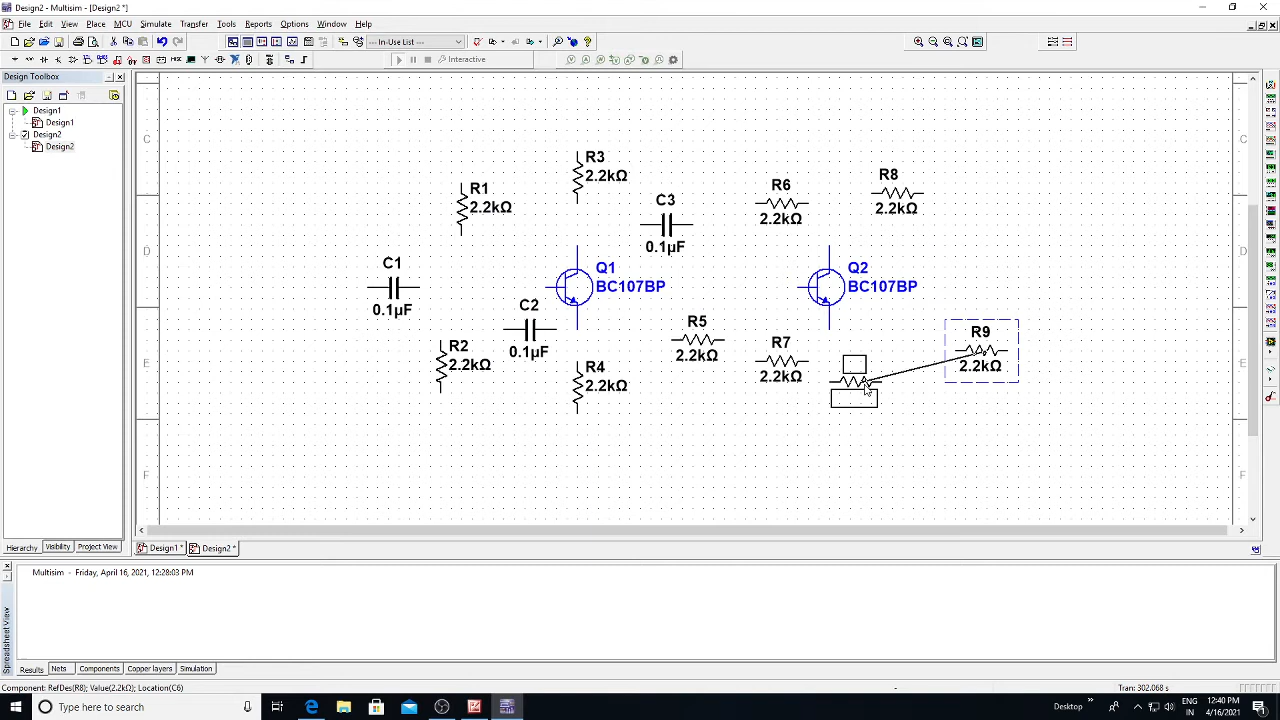 Design2 - Multisim - [Design2 *]
File Edit View Place MCU Simulate Transfer Tools Reports Options Window Help
--- In-Use List ---
Interactive
Design Toolbox
Design1
Design1
Design2
Design2
C
D
E
F
C
D
E
F
R3
2.2kΩ
R1
2.2kΩ
C3
0.1µF
R6
2.2kΩ
R8
2.2kΩ
C1
0.1µF
Q1
BC107BP
Q2
BC107BP
C2
0.1µF
R5
2.2kΩ
R9
2.2kΩ
R2
2.2kΩ
R4
2.2kΩ
R7
2.2kΩ
Hierarchy Visibility Project View
Design1 * Design2 *
Multisim - Friday, April 16, 2021, 12:28:03 PM
Spreadsheet View
Results Nets Components Copper layers Simulation
Component: RefDes(R8); Value(2.2kΩ); Location(C6)
-
Tran: 302.068 s
Type here to search
Desktop
ENG
IN
12:40 PM
4/16/2021